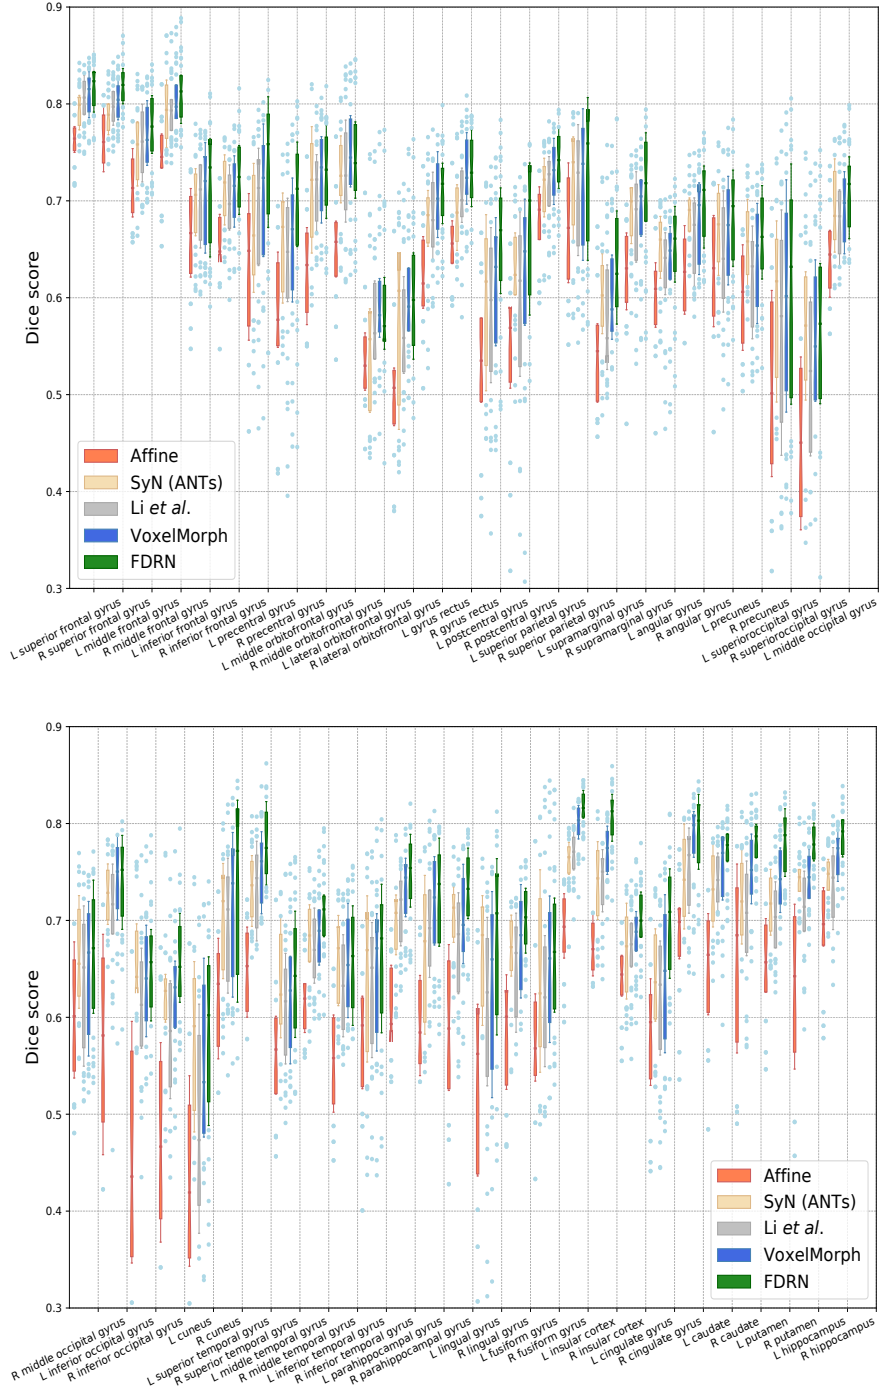 0.9
0.8
0.7
0.6
0.5
0.4
0.3
Dice score
Affine
SyN (ANTs)
Li et al.
VoxelMorph
FDRN
L superior frontal gyrus
R superior frontal gyrus
L middle frontal gyrus
R middle frontal gyrus
L inferior frontal gyrus
R inferior frontal gyrus
L precentral gyrus
R precentral gyrus
L middle orbitofrontal gyrus
R middle orbitofrontal gyrus
L lateral orbitofrontal gyrus
R lateral orbitofrontal gyrus
L gyrus rectus
R gyrus rectus
L postcentral gyrus
R postcentral gyrus
L superior parietal gyrus
R superior parietal gyrus
L supramarginal gyrus
R supramarginal gyrus
L angular gyrus
R angular gyrus
L precuneus
R precuneus
L superioroccipital gyrus
R superioroccipital gyrus
L middle occipital gyrus
0.9
0.8
0.7
0.6
0.5
0.4
0.3
Dice score
Affine
SyN (ANTs)
Li et al.
VoxelMorph
FDRN
R middle occipital gyrus
L inferior occipital gyrus
R inferior occipital gyrus
L cuneus
R cuneus
L superior temporal gyrus
R superior temporal gyrus
L middle temporal gyrus
R middle temporal gyrus
L inferior temporal gyrus
R inferior temporal gyrus
L parahippocampal gyrus
R parahippocampal gyrus
L lingual gyrus
R lingual gyrus
L fusiform gyrus
R fusiform gyrus
L insular cortex
R insular cortex
L cingulate gyrus
R cingulate gyrus
L caudate
R caudate
L putamen
R putamen
L hippocampus
R hippocampus